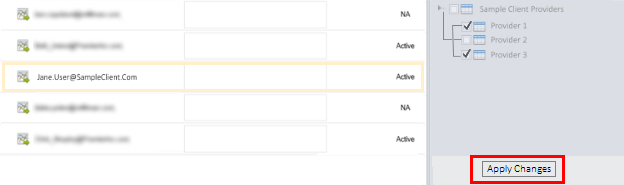 NA
Active
Jane.User@SampleClient.Com Active
NA
Active
Sample Client Providers
Provider 1
Provider 2
Provider 3
Apply Changes